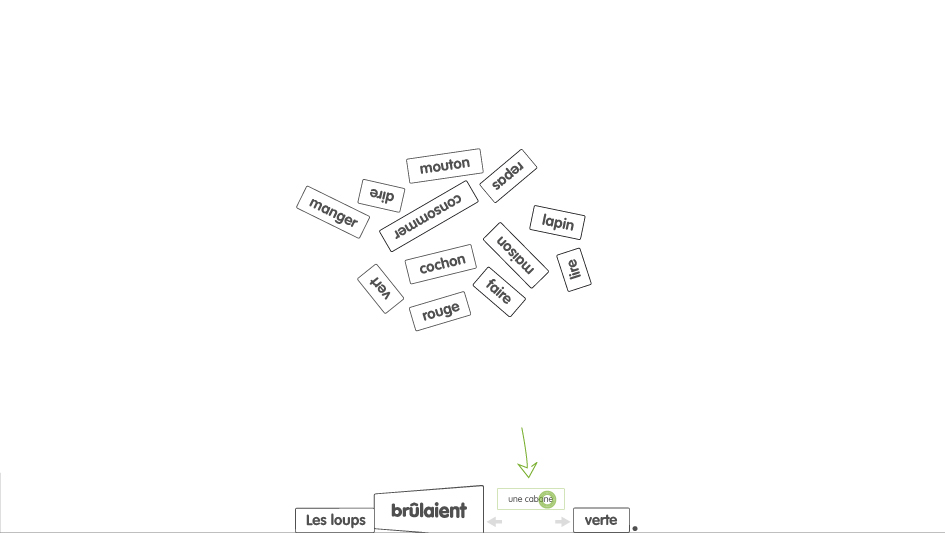 mouton
repas
dire
manger
consommer
lapin
maison
cochon
lire
vert
faire
rouge
une cabane
Les loups brûlaient verte.